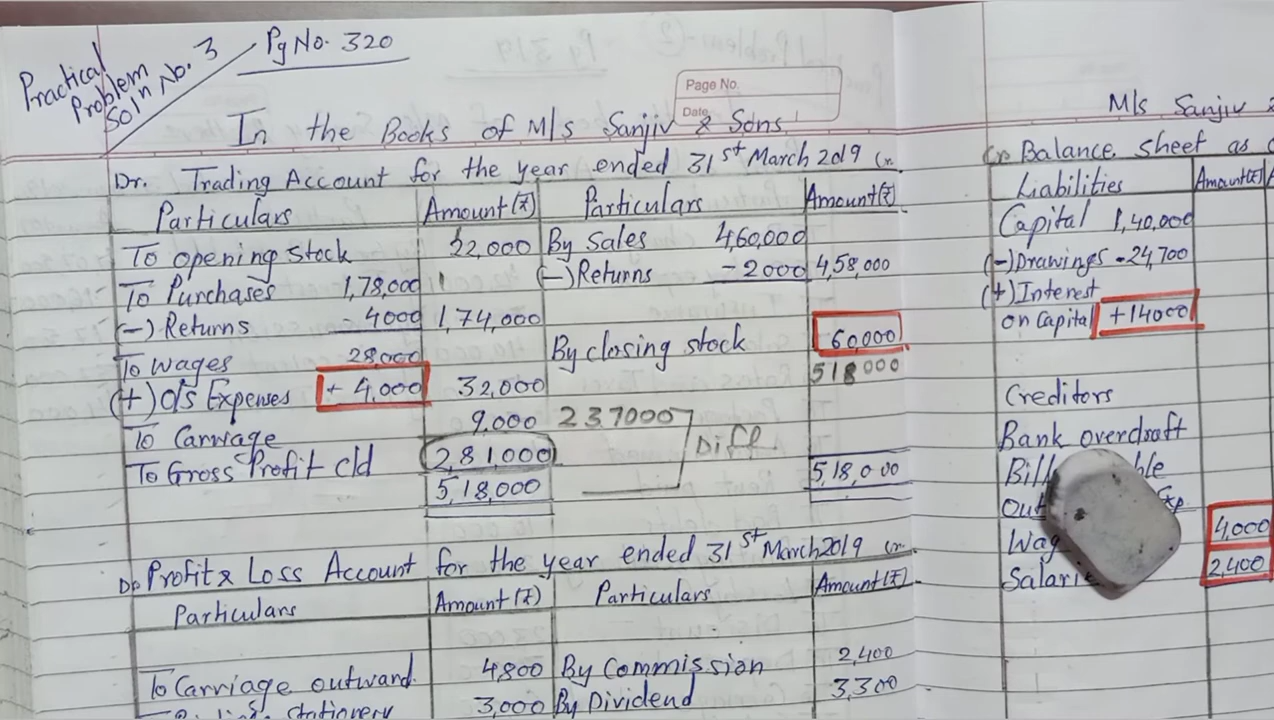 Practical
Problem
Soln No. 3
Pg No. 320
Page No.
Date
In the Books of M/s Sanjiv & Sons
Dr. Trading Account for the year ended 31st March 2019 Cr.
Particulars Amount (₹) Particulars Amount (₹)
To opening stock 32,000 By Sales 4,60,000
To Purchases 1,78,000 (-) Returns - 2000 4,58,000
(-) Returns - 4000 1,74,000
To Wages 28,000 By closing stock 60,000
(+) O/s Expenses + 4,000 32,000 518000
To Carriage 9,000 237000 Diff
To Gross Profit c/d 2,81,000
5,18,000 5,18,000
Dr. Profit & Loss Account for the year ended 31st March 2019 Cr.
Particulars Amount (₹) Particulars Amount (₹)
To Carriage outward. 4800 By Commission 2,400
stationery 3,000 By Dividend 3,300
M/s Sanjiv &
Balance sheet as
Liabilities Amount (₹)
Capital 1,40,000
(-) Drawings - 24,700
(+) Interest
on Capital + 14000
Creditors
Bank overdraft
Bill ble
Out Exp
Wag 4,000
Salari 2,400